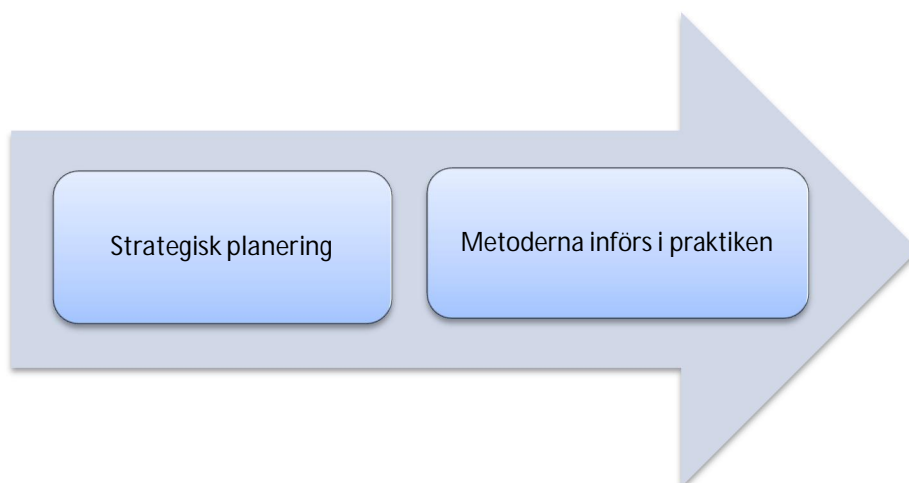 Strategisk planering
Metoderna införs i praktiken